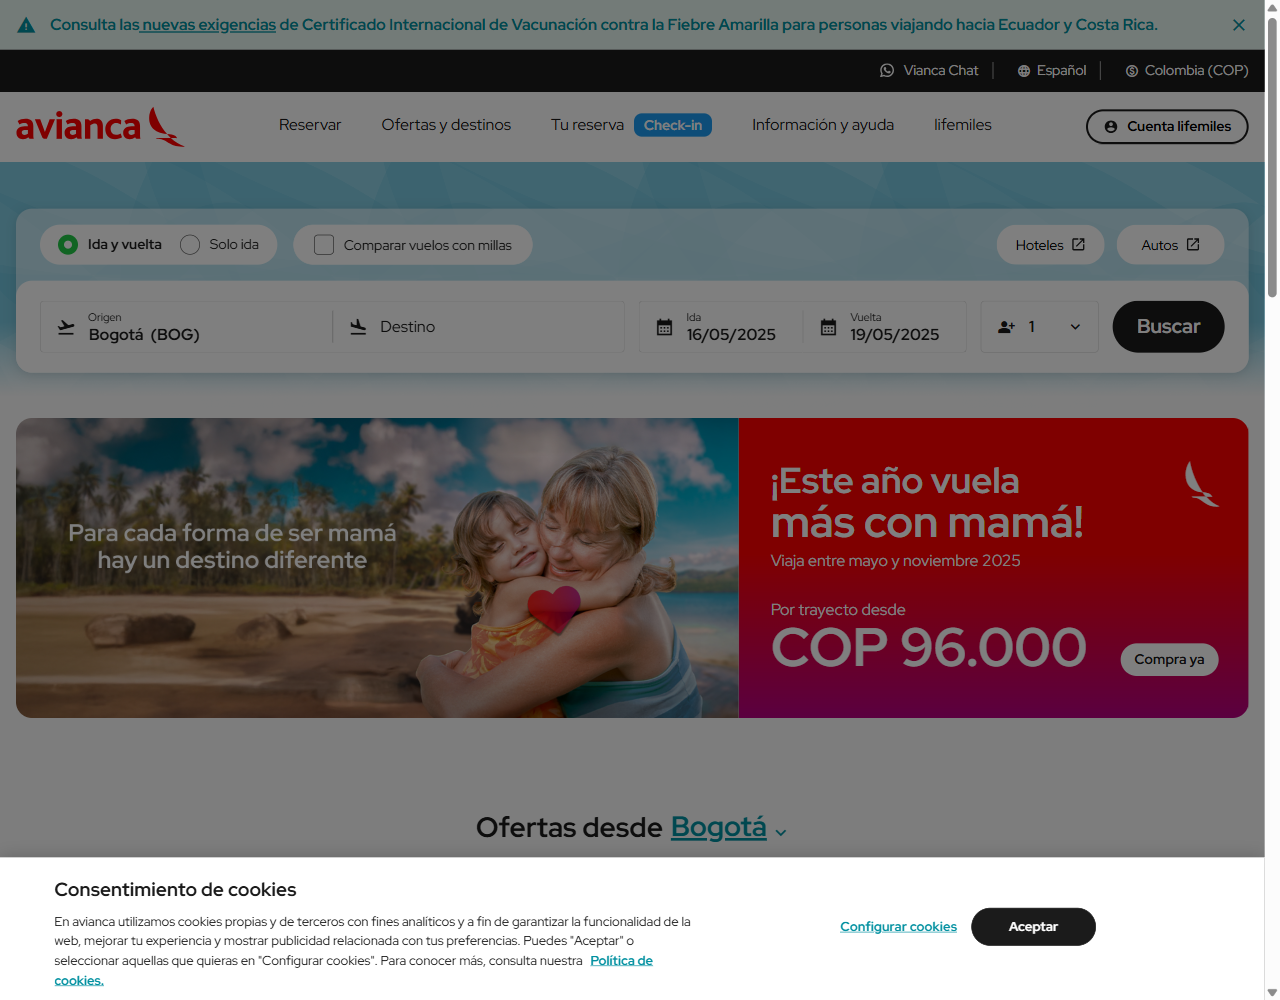 Consulta las nuevas exigencias de Certificado Internacional de Vacunación contra la Fiebre Amarilla para personas viajando hacia Ecuador y Costa Rica.
Vianca Chat
Español
Colombia (COP)
avianca
Reservar
Ofertas y destinos
Tu reserva
Check-in
Información y ayuda
lifemiles
Cuenta lifemiles
Ida y vuelta
Solo ida
Comparar vuelos con millas
Hoteles
Autos
Origen
Bogotá (BOG)
Destino
Ida
16/05/2025
Vuelta
19/05/2025
1
Buscar
Para cada forma de ser mamá
hay un destino diferente
¡Este año vuela
más con mamá!
Viaja entre mayo y noviembre 2025
Por trayecto desde
COP 96.000
Compra ya
Ofertas desde Bogotá
Consentimiento de cookies
En avianca utilizamos cookies propias y de terceros con fines analíticos y a fin de garantizar la funcionalidad de la
web, mejorar tu experiencia y mostrar publicidad relacionada con tus preferencias. Puedes "Aceptar" o
seleccionar aquellas que quieras en "Configurar cookies". Para conocer más, consulta nuestra Política de
cookies.
Configurar cookies
Aceptar